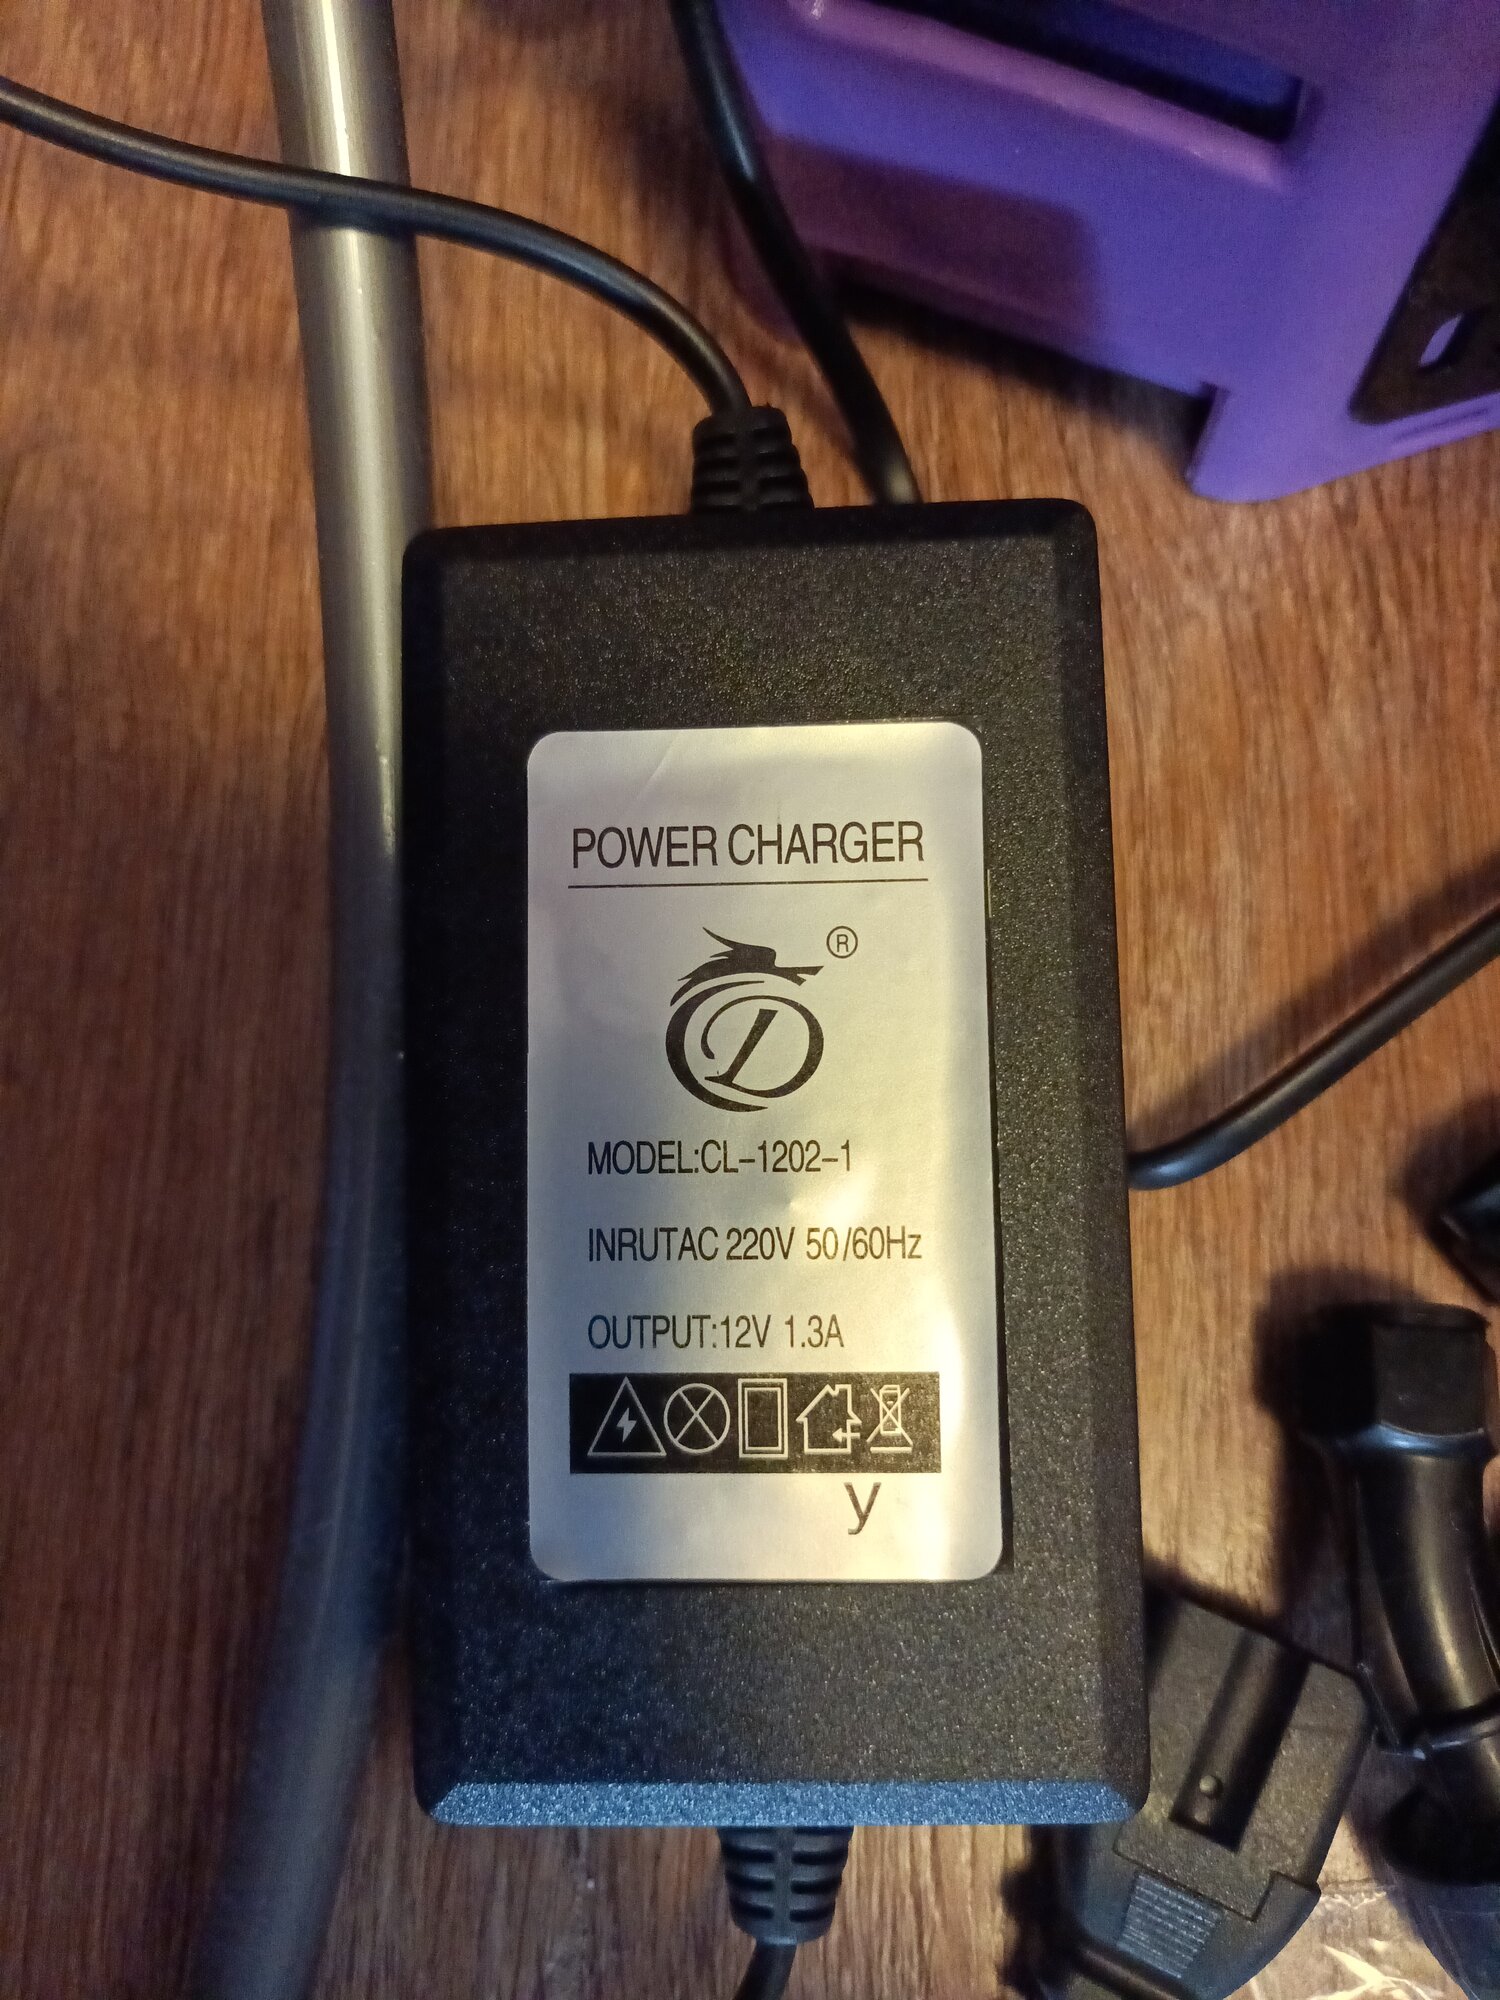 POWER CHARGER
®
D
MODEL:CL-1202-1
INRUTAC 220V 50/60Hz
OUTPUT:12V 1.3A
y